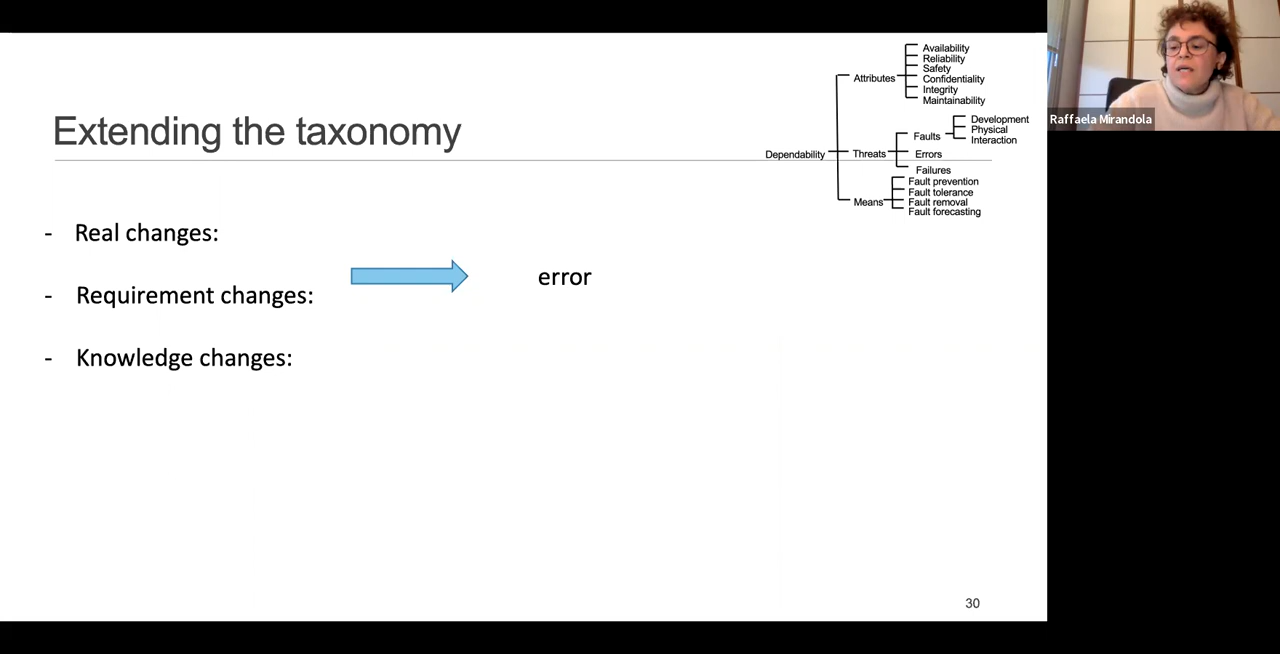 Extending the taxonomy
Dependability
Attributes
Availability
Reliability
Safety
Confidentiality
Integrity
Maintainability
Threats
Faults
Development
Physical
Interaction
Errors
Failures
Means
Fault prevention
Fault tolerance
Fault removal
Fault forecasting
Raffaela Mirandola
- Real changes:
- Requirement changes:
error
- Knowledge changes:
30